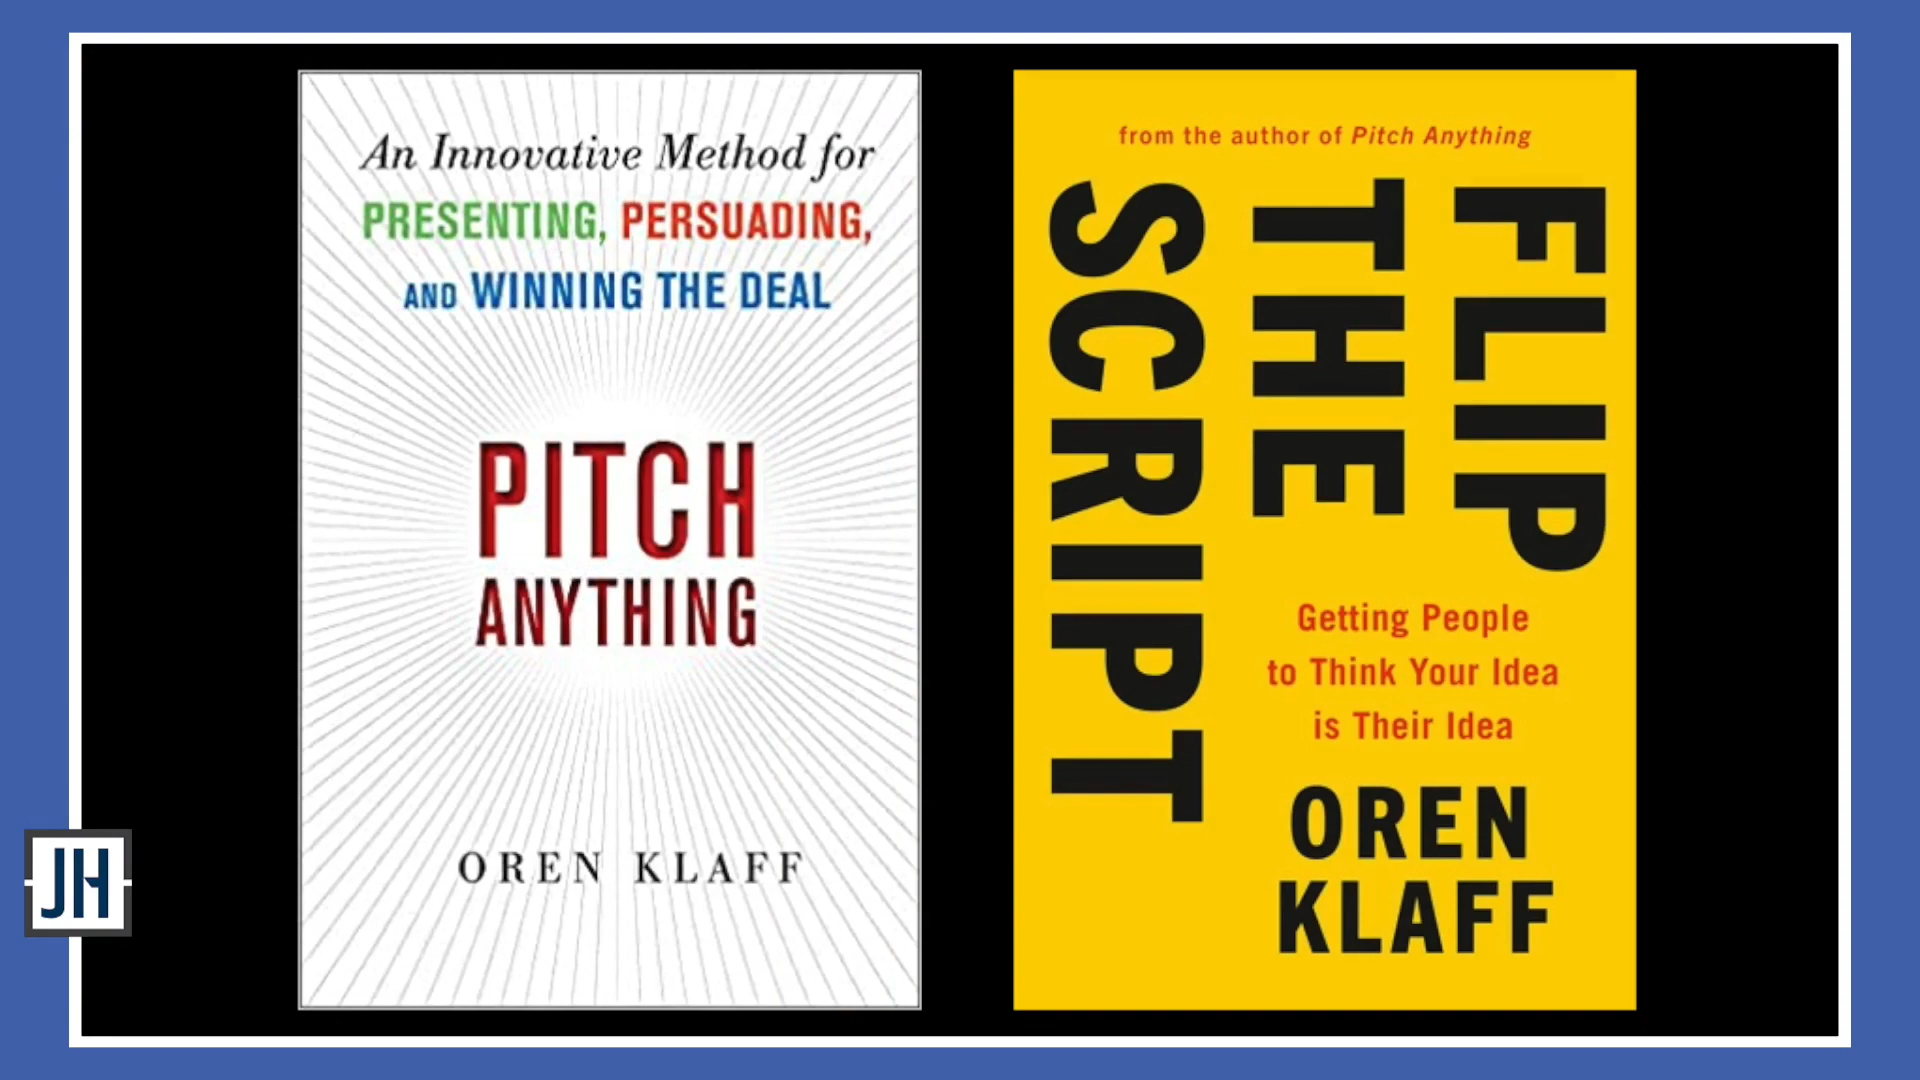 An Innovative Method for
PRESENTING, PERSUADING,
AND WINNING THE DEAL
PITCH
ANYTHING
OREN KLAFF
from the author of Pitch Anything
FLIP
THE
SCRIPT
Getting People
to Think Your Idea
is Their Idea
OREN
KLAFF
JH